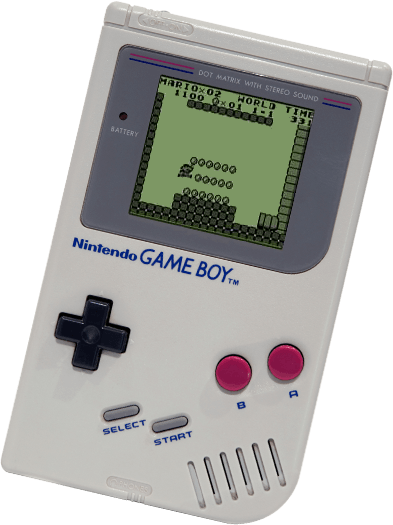 DOT MATRIX WITH STEREO SOUND
MARIO×02 WORLD TIME
1100 0×01 1-1 331
BATTERY
Nintendo GAME BOY™
B A
SELECT START